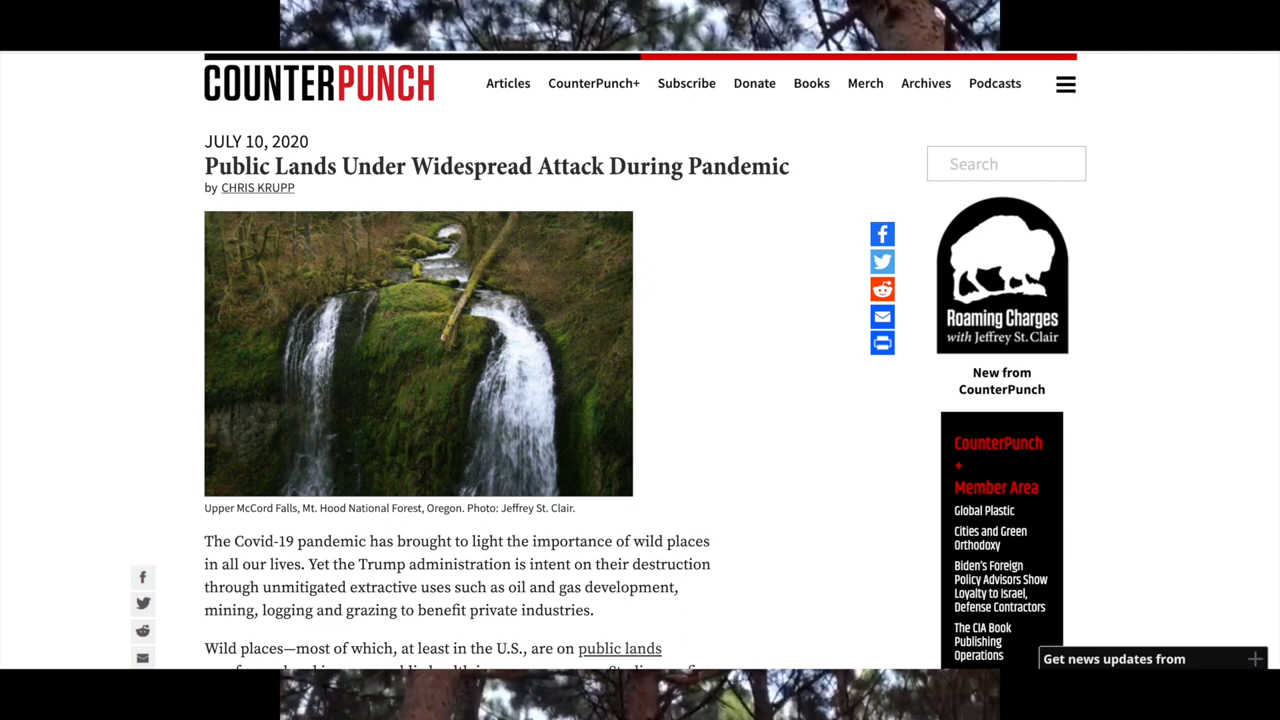 COUNTERPUNCH
Articles
CounterPunch+
Subscribe
Donate
Books
Merch
Archives
Podcasts
JULY 10, 2020
Public Lands Under Widespread Attack During Pandemic
by CHRIS KRUPP
Search
Upper McCord Falls, Mt. Hood National Forest, Oregon. Photo: Jeffrey St. Clair.
The Covid-19 pandemic has brought to light the importance of wild places
in all our lives. Yet the Trump administration is intent on their destruction
through unmitigated extractive uses such as oil and gas development,
mining, logging and grazing to benefit private industries.
Wild places—most of which, at least in the U.S., are on public lands
Roaming Charges
with Jeffrey St. Clair
New from
CounterPunch
CounterPunch
+
Member Area
Global Plastic
Cities and Green
Orthodoxy
Biden's Foreign
Policy Advisors Show
Loyalty to Israel,
Defense Contractors
The CIA Book
Publishing
Operations
Get news updates from